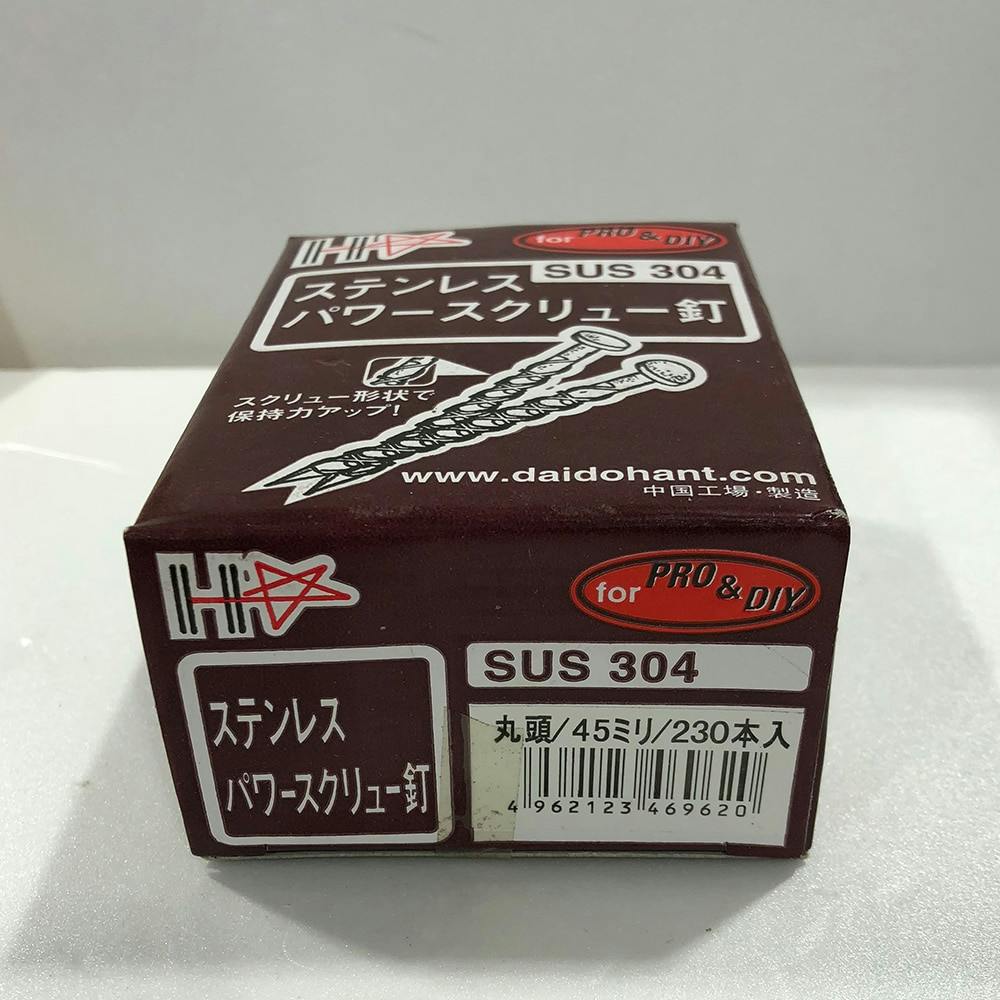 H
for PRO & DIY
SUS 304
ステンレス
パワースクリュー釘
スクリュー形状で
保持力アップ!
www.daidohant.com
中国工場・製造
H
for PRO & DIY
SUS 304
ステンレス
パワースクリュー釘
丸頭/45ミリ/230本入
4 962123 469620